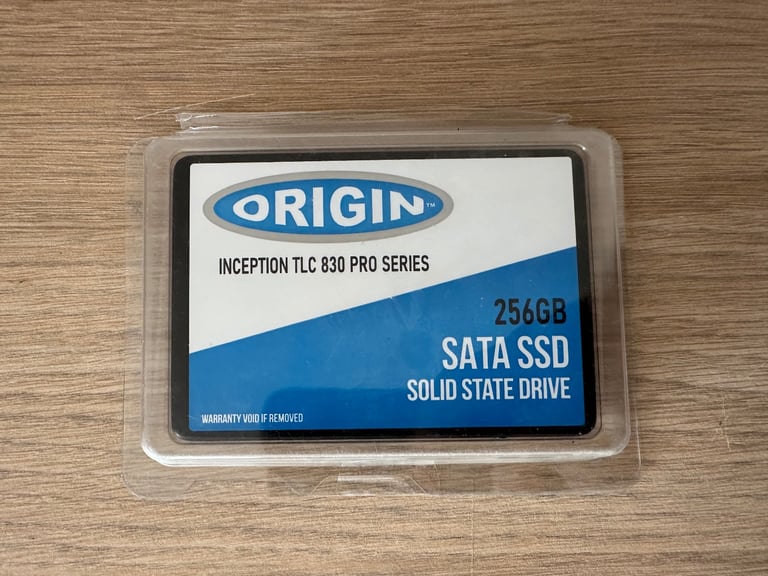 ORIGIN™
INCEPTION TLC 830 PRO SERIES
256GB
SATA SSD
SOLID STATE DRIVE
WARRANTY VOID IF REMOVED